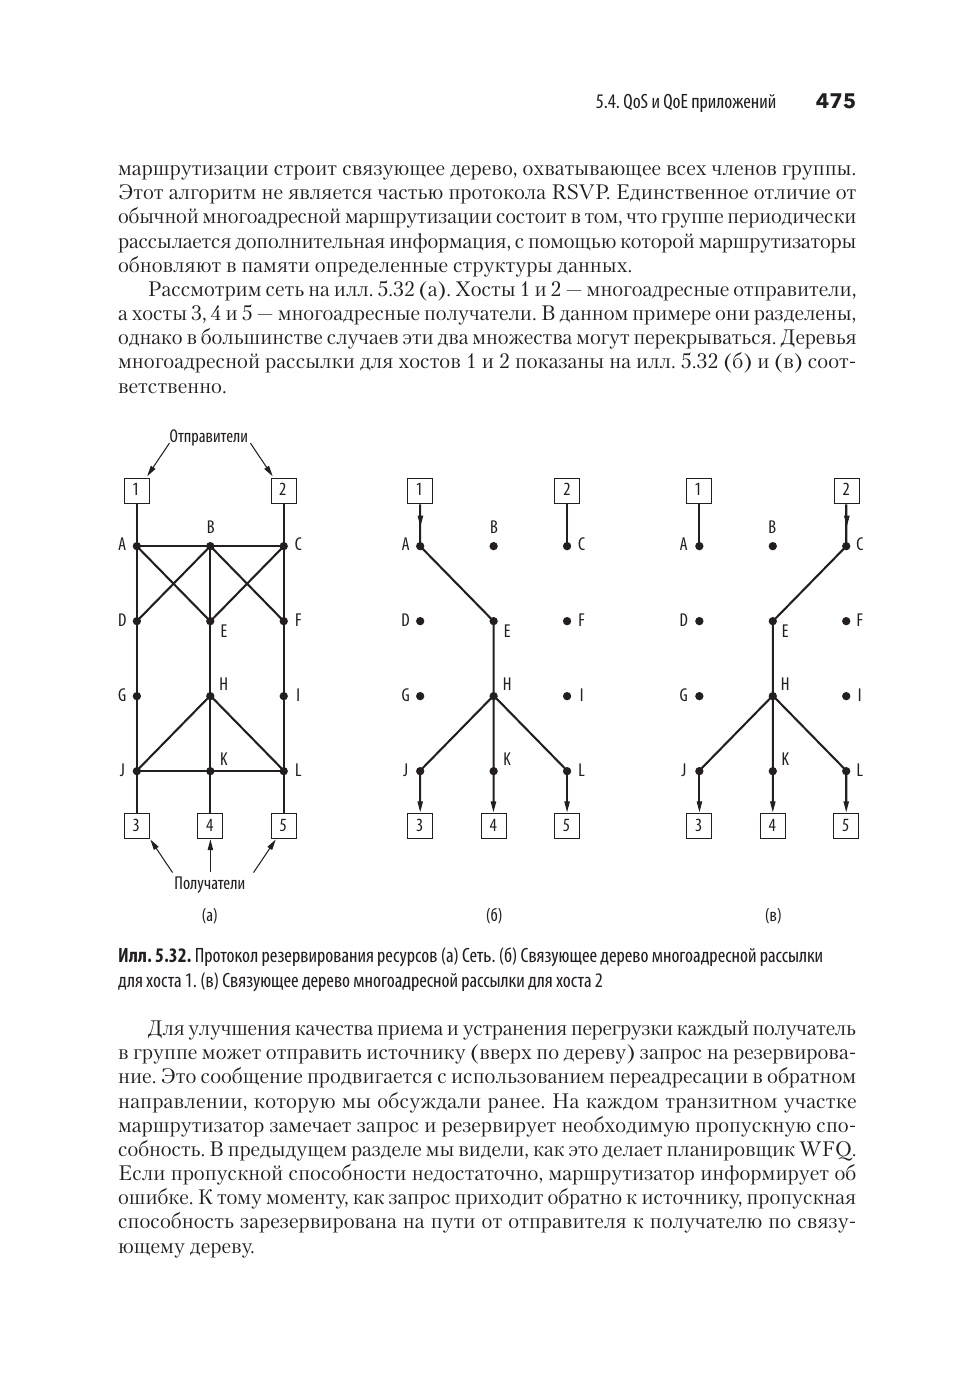 5.4. QoS и QoE приложений 475
маршрутизации строит связующее дерево, охватывающее всех членов группы.
Этот алгоритм не является частью протокола RSVP. Единственное отличие от
обычной многоадресной маршрутизации состоит в том, что группе периодически
рассылается дополнительная информация, с помощью которой маршрутизаторы
обновляют в памяти определенные структуры данных.
Рассмотрим сеть на илл. 5.32 (а). Хосты 1 и 2 — многоадресные отправители,
а хосты 3, 4 и 5 — многоадресные получатели. В данном примере они разделены,
однако в большинстве случаев эти два множества могут перекрываться. Деревья
многоадресной рассылки для хостов 1 и 2 показаны на илл. 5.32 (б) и (в) соот-
ветственно.
Отправители
1 2 1 2 1 2
B B B
A C A C A C
D F D F D F
E E E
H H H
G I G I G I
K K K
J L J L J L
3 4 5 3 4 5 3 4 5
Получатели
(а) (б) (в)
Илл. 5.32. Протокол резервирования ресурсов (а) Сеть. (б) Связующее дерево многоадресной рассылки
для хоста 1. (в) Связующее дерево многоадресной рассылки для хоста 2
Для улучшения качества приема и устранения перегрузки каждый получатель
в группе может отправить источнику (вверх по дереву) запрос на резервирова-
ние. Это сообщение продвигается с использованием переадресации в обратном
направлении, которую мы обсуждали ранее. На каждом транзитном участке
маршрутизатор замечает запрос и резервирует необходимую пропускную спо-
собность. В предыдущем разделе мы видели, как это делает планировщик WFQ.
Если пропускной способности недостаточно, маршрутизатор информирует об
ошибке. К тому моменту, как запрос приходит обратно к источнику, пропускная
способность зарезервирована на пути от отправителя к получателю по связу-
ющему дереву.